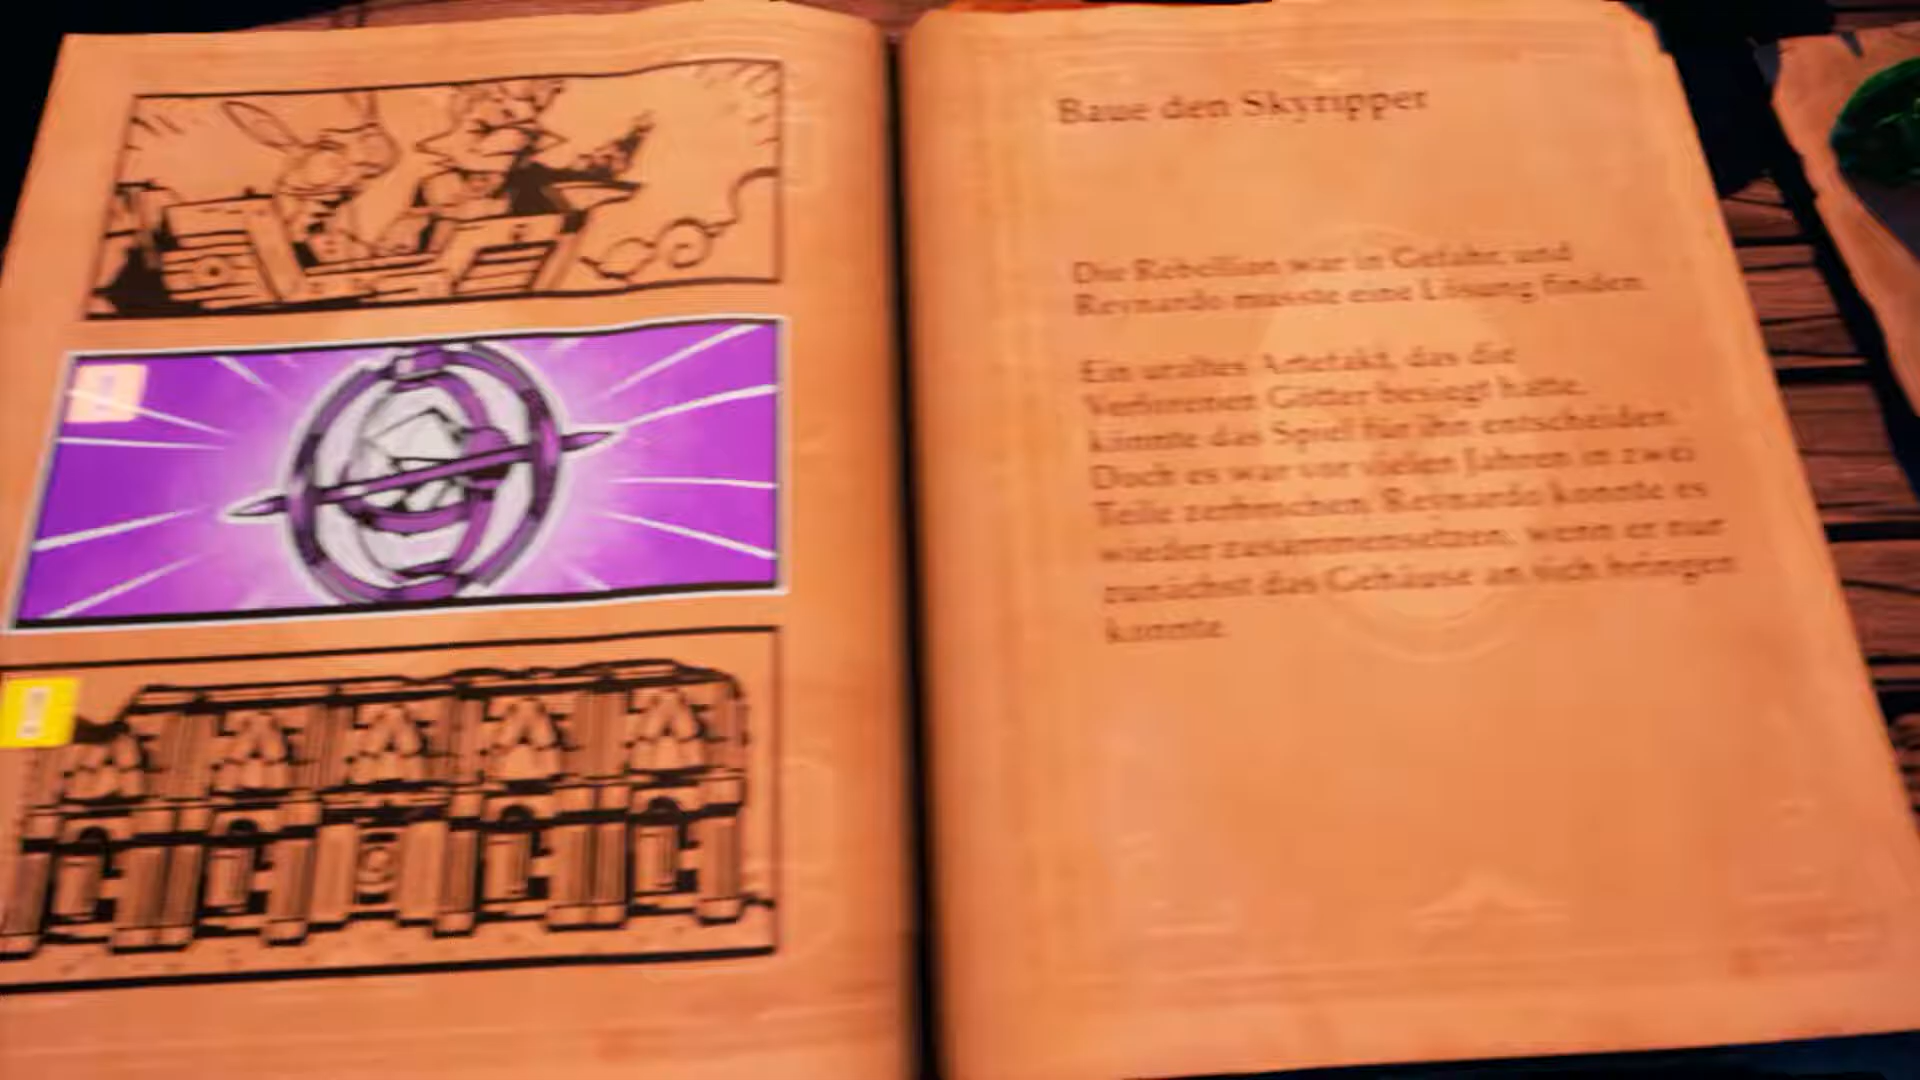 Baue den Skyripper
Die Rebellion war in Gefahr, und
Reynardo musste eine Lösung finden.
Ein uraltes Artefakt, das die
Verlorenen Götter besiegt hatte,
könnte das Spiel für ihn entscheiden.
Doch es war vor vielen Jahren in zwei
Teile zerbrochen. Reynardo konnte es
wieder zusammensetzen, wenn er nur
zunächst das Gehäuse an sich bringen
konnte.